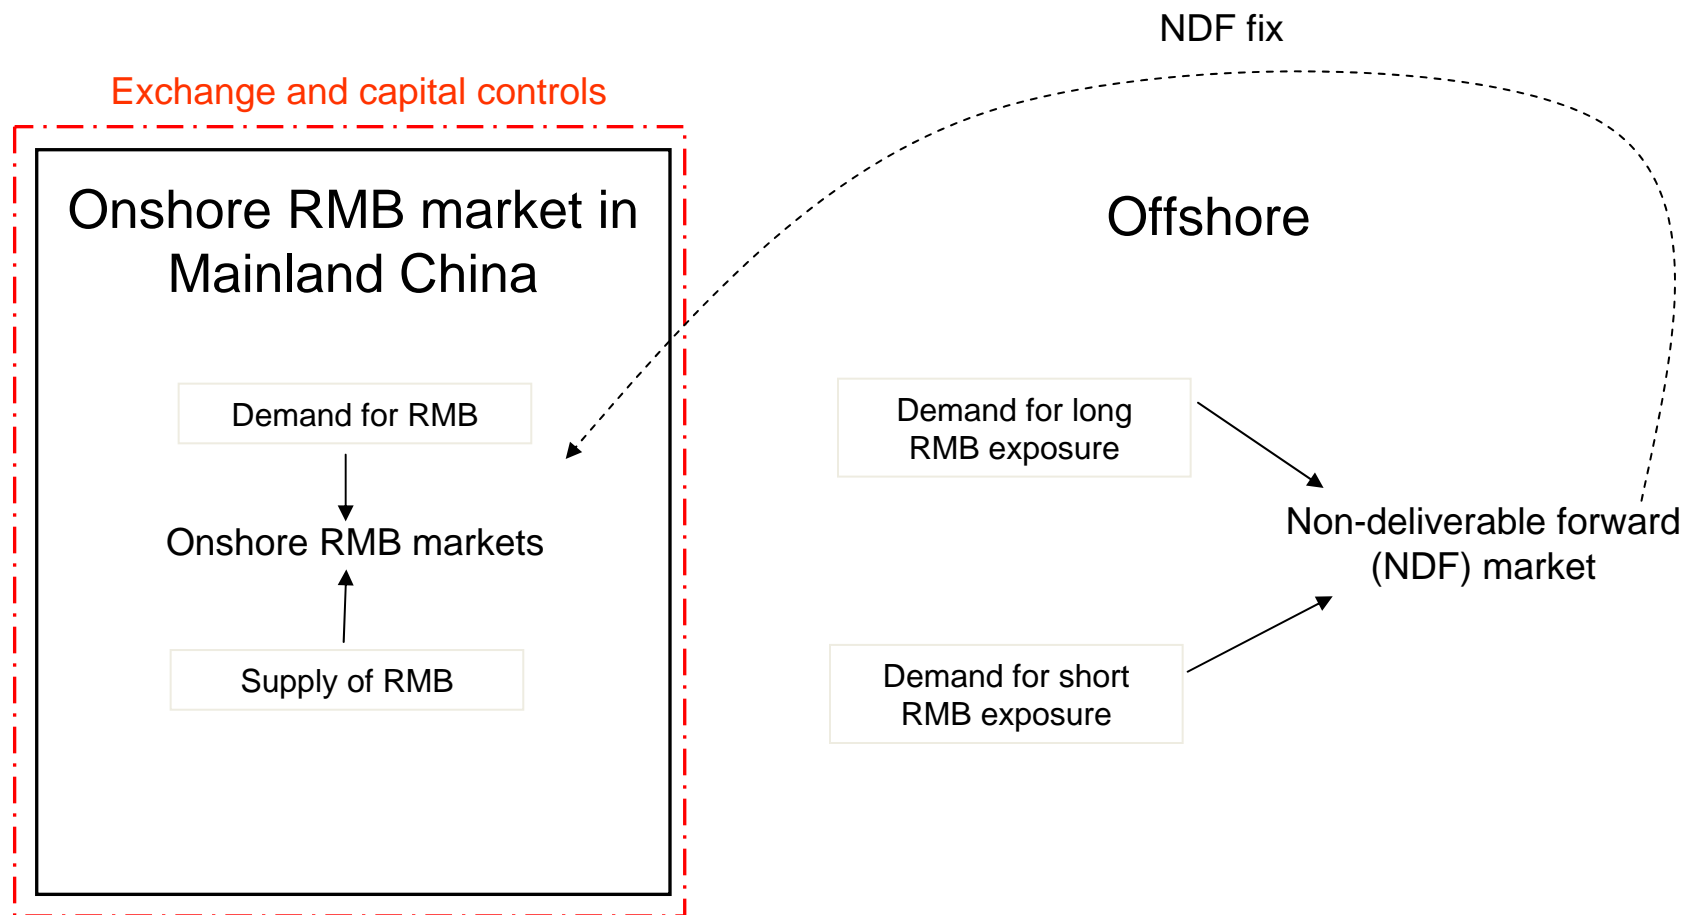 NDF fix
Exchange and capital controls
Onshore RMB market in
Mainland China
Offshore
Demand for RMB
Demand for long
RMB exposure
Onshore RMB markets
Non-deliverable forward
(NDF) market
Supply of RMB
Demand for short
RMB exposure